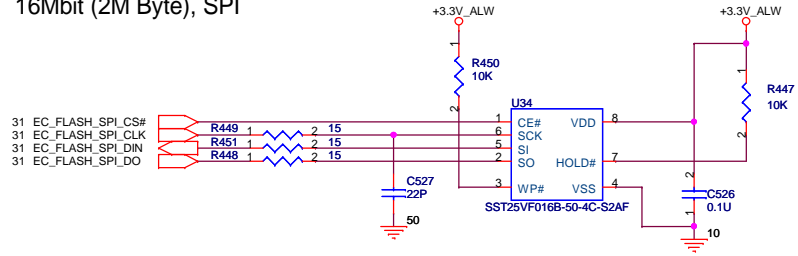 16Mbit (2M Byte), SPI
+3.3V_ALW
+3.3V_ALW
1
R450
10K
2
1
R447
10K
2
U34
31 EC_FLASH_SPI_CS#
1 CE#
VDD 8
31 EC_FLASH_SPI_CLK
R449 1 2 15
6 SCK
31 EC_FLASH_SPI_DIN
R451 1 2 15
5 SI
31 EC_FLASH_SPI_DO
R448 1 2 15
2 SO
HOLD# 7
3 WP#
VSS 4
SST25VF016B-50-4C-S2AF
C527
22P
50
2
C526
0.1U
1
10